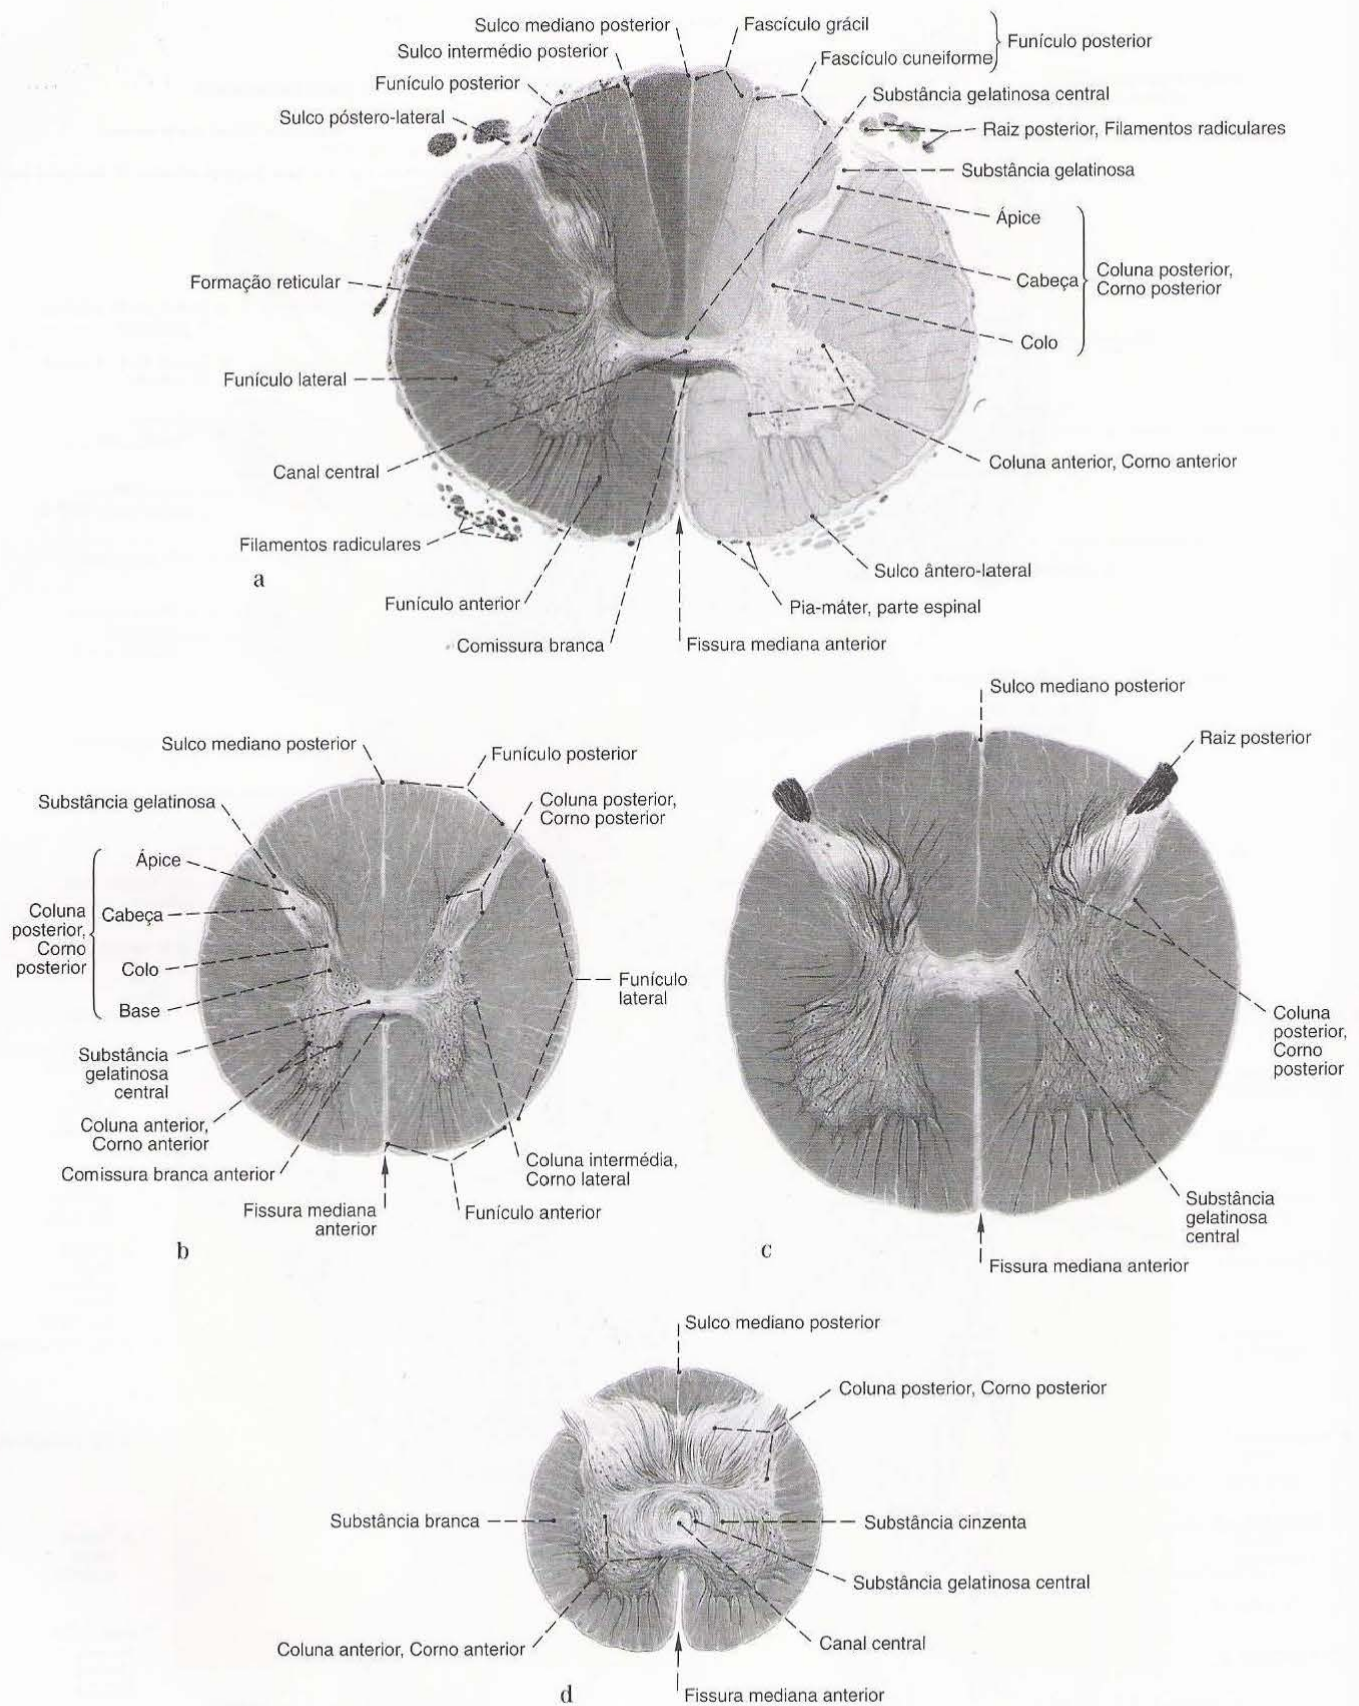 Sulco mediano posterior
Fascículo grácil
Sulco intermédio posterior
Fascículo cuneiforme
Funículo posterior
Funículo posterior
Substância gelatinosa central
Sulco póstero-lateral
Raiz posterior, Filamentos radiculares
Substância gelatinosa
Ápice
Formação reticular
Cabeça
Coluna posterior,
Corno posterior
Colo
Funículo lateral
Canal central
Coluna anterior, Corno anterior
Filamentos radiculares
Sulco ântero-lateral
a
Funículo anterior
Pia-máter, parte espinal
Comissura branca
Fissura mediana anterior
Sulco mediano posterior
Funículo posterior
Substância gelatinosa
Coluna posterior,
Corno posterior
Ápice
Cabeça
Coluna
posterior,
Corno
posterior
Colo
Base
Funículo
lateral
Substância
gelatinosa
central
Coluna anterior,
Corno anterior
Comissura branca anterior
Coluna intermédia,
Corno lateral
Fissura mediana
anterior
Funículo anterior
b
Sulco mediano posterior
Raiz posterior
Coluna
posterior,
Corno
posterior
Substância
gelatinosa
central
c
Fissura mediana anterior
Sulco mediano posterior
Coluna posterior, Corno posterior
Substância branca
Substância cinzenta
Substância gelatinosa central
Canal central
Coluna anterior, Corno anterior
d
Fissura mediana anterior